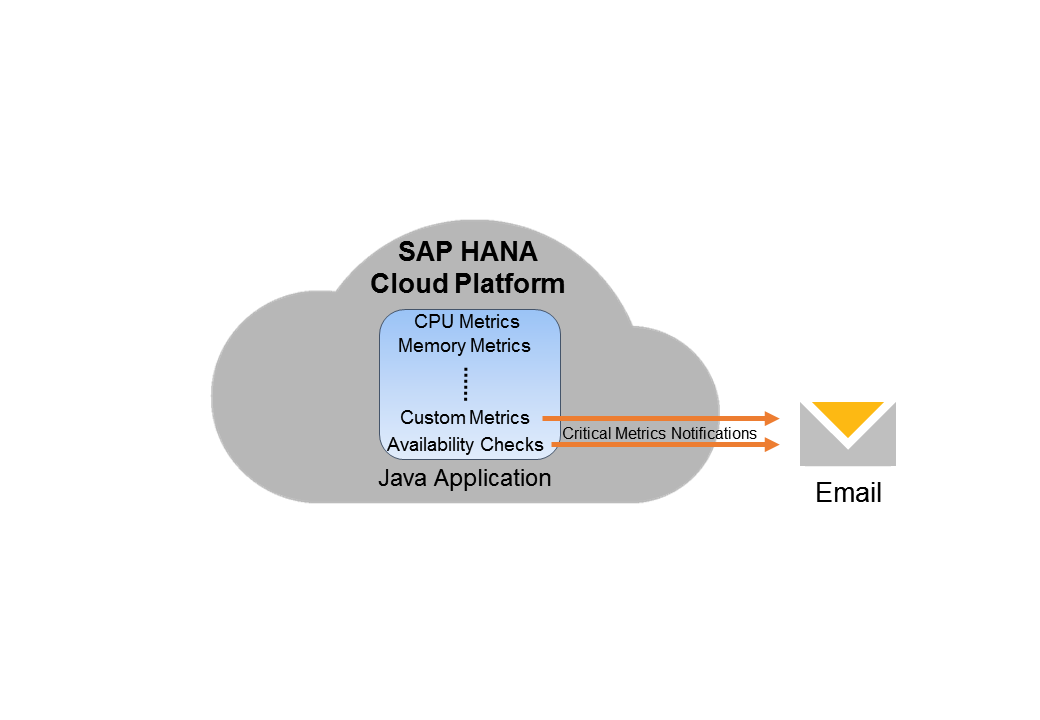 SAP HANA
Cloud Platform
CPU Metrics
Memory Metrics
Custom Metrics
Availability Checks
Critical Metrics Notifications
Java Application
Email